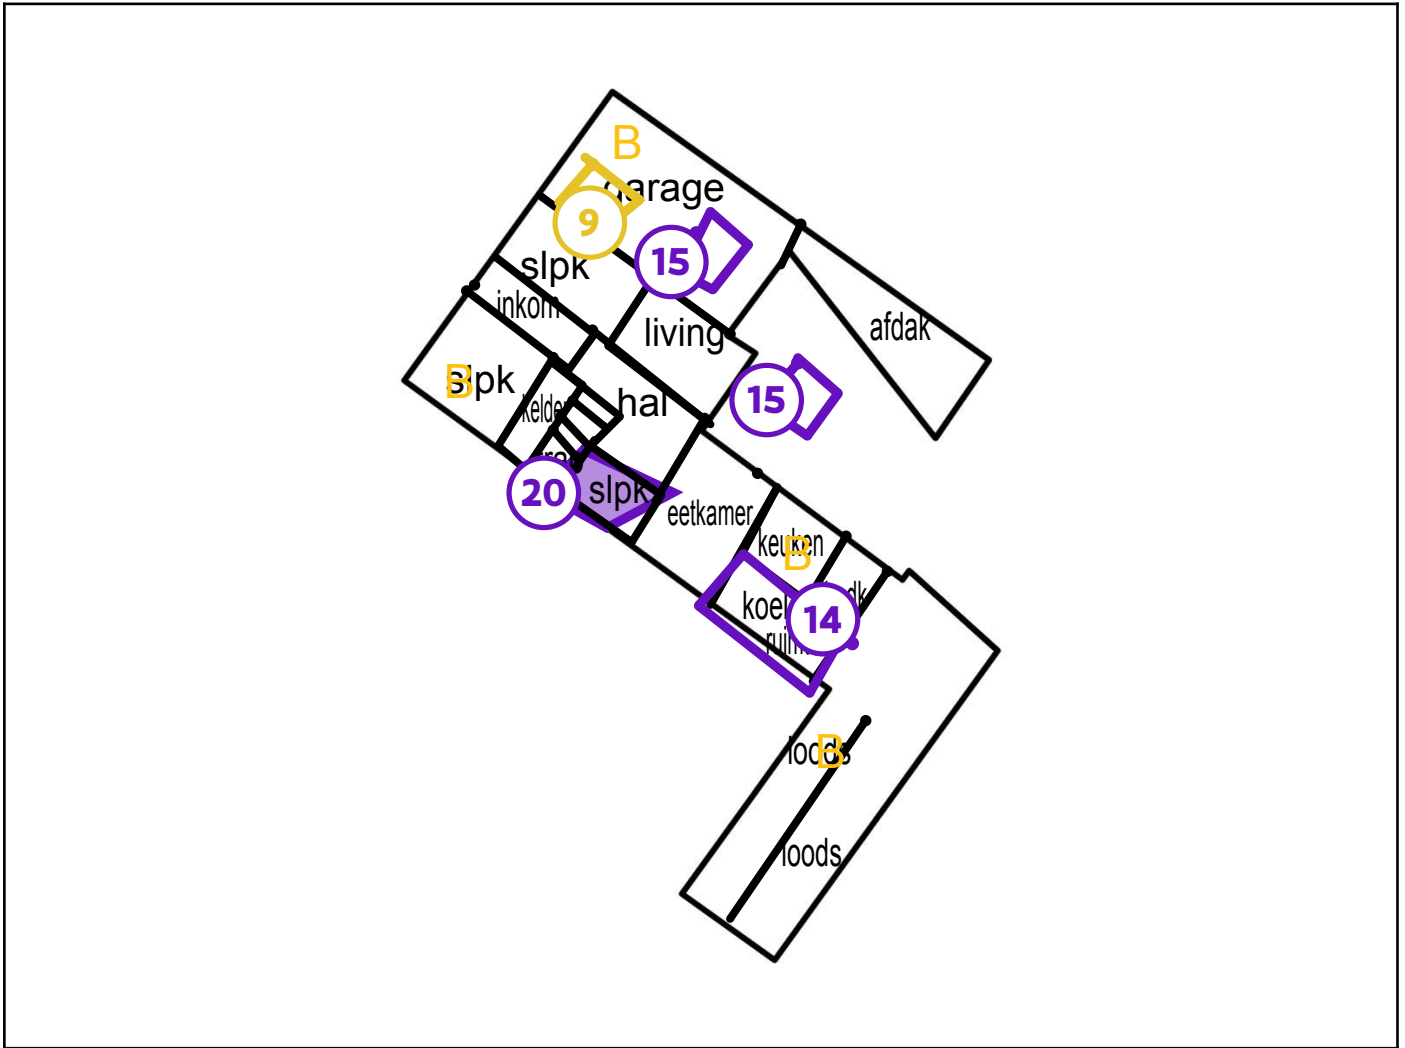 B
garage
9
15
slpk
inkom
living
afdak
slpk
B
kelder
hal
15
20
slpk
eetkamer
keuken
B
koel
14
loods
B
loods